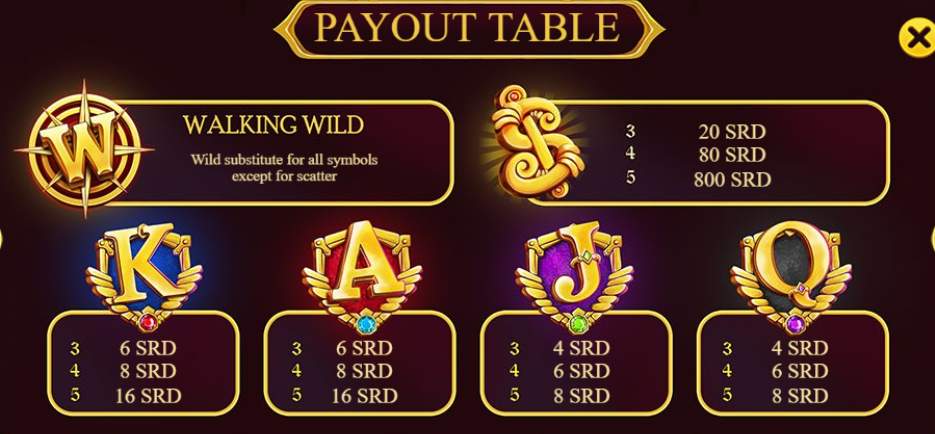 PAYOUT TABLE
W
WALKING WILD
Wild substitute for all symbols
except for scatter
3 20 SRD
4 80 SRD
5 800 SRD
K
3 6 SRD
4 8 SRD
5 16 SRD
A
3 6 SRD
4 8 SRD
5 16 SRD
J
3 4 SRD
4 6 SRD
5 8 SRD
Q
3 4 SRD
4 6 SRD
5 8 SRD